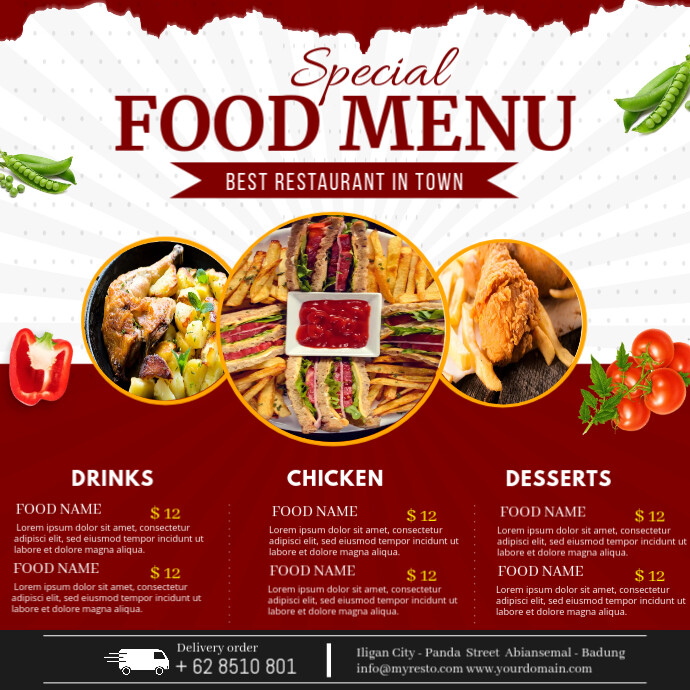 Special
FOOD MENU
BEST RESTAURANT IN TOWN
DRINKS
FOOD NAME
$ 12
Lorem ipsum dolor sit amet, consectetur
adipisci elit, sed eiusmod tempor incidunt ut
labore et dolore magna aliqua.
FOOD NAME
$ 12
Lorem ipsum dolor sit amet, consectetur
adipisci elit, sed eiusmod tempor incidunt ut
labore et dolore magna aliqua.
CHICKEN
FOOD NAME
$ 12
Lorem ipsum dolor sit amet, consectetur
adipisci elit, sed eiusmod tempor incidunt ut
labore et dolore magna aliqua.
FOOD NAME
$ 12
Lorem ipsum dolor sit amet, consectetur
adipisci elit, sed eiusmod tempor incidunt ut
labore et dolore magna aliqua.
DESSERTS
FOOD NAME
$ 12
Lorem ipsum dolor sit amet, consectetur
adipisci elit, sed eiusmod tempor incidunt ut
labore et dolore magna aliqua.
FOOD NAME
$ 12
Lorem ipsum dolor sit amet, consectetur
adipisci elit, sed eiusmod tempor incidunt ut
labore et dolore magna aliqua.
Delivery order
+ 62 8510 801
Iligan City - Panda Street Abiansemal - Badung
info@myresto.com www.yourdomain.com